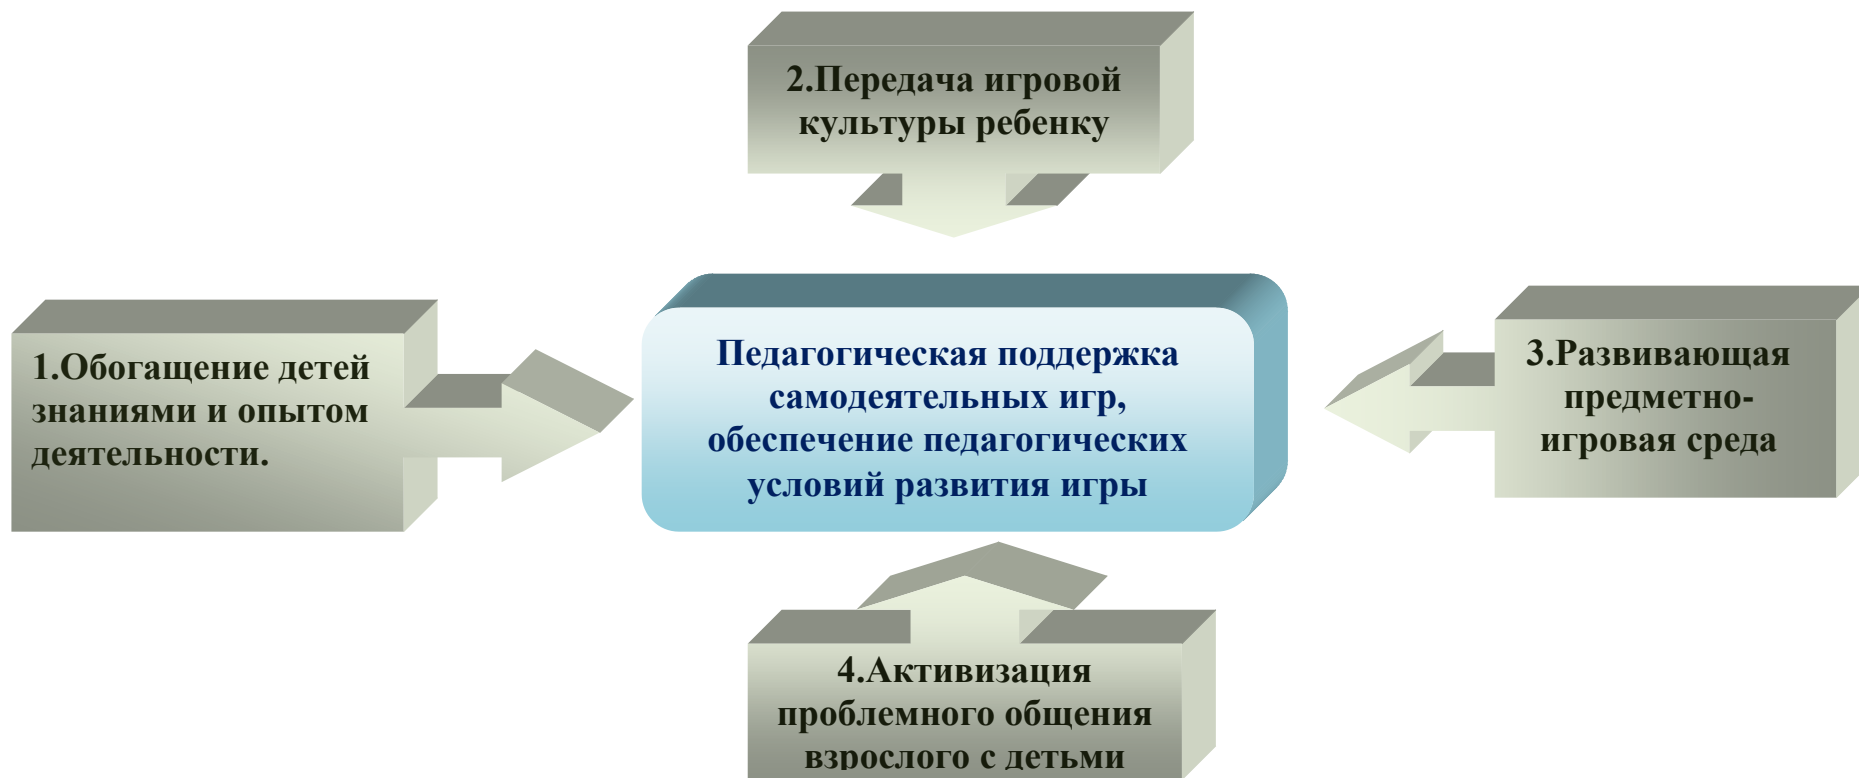 2.Передача игровой
культуры ребенку
1.Обогащение детей
знаниями и опытом
деятельности.
Педагогическая поддержка
самодеятельных игр,
обеспечение педагогических
условий развития игры
3.Развивающая
предметно-
игровая среда
4.Активизация
проблемного общения
взрослого с детьми